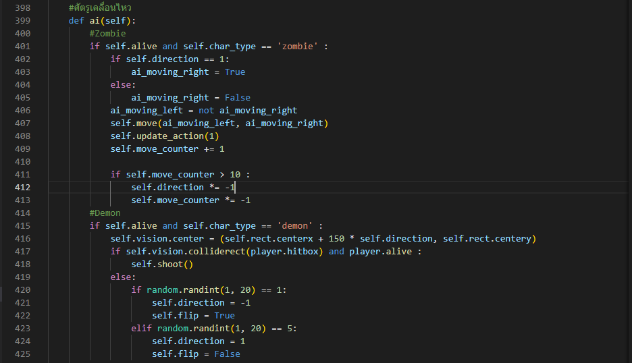 398 #ศัตรูเคลื่อนไหว
399 def ai(self):
400 #Zombie
401 if self.alive and self.char_type == 'zombie' :
402 if self.direction == 1:
403 ai_moving_right = True
404 else:
405 ai_moving_right = False
406 ai_moving_left = not ai_moving_right
407 self.move(ai_moving_left, ai_moving_right)
408 self.update_action(1)
409 self.move_counter += 1
410
411 if self.move_counter > 10 :
412 self.direction *= -1
413 self.move_counter *= -1
414 #Demon
415 if self.alive and self.char_type == 'demon' :
416 self.vision.center = (self.rect.centerx + 150 * self.direction, self.rect.centery)
417 if self.vision.colliderect(player.hitbox) and player.alive :
418 self.shoot()
419 else:
420 if random.randint(1, 20) == 1:
421 self.direction = -1
422 self.flip = True
423 elif random.randint(1, 20) == 5:
424 self.direction = 1
425 self.flip = False